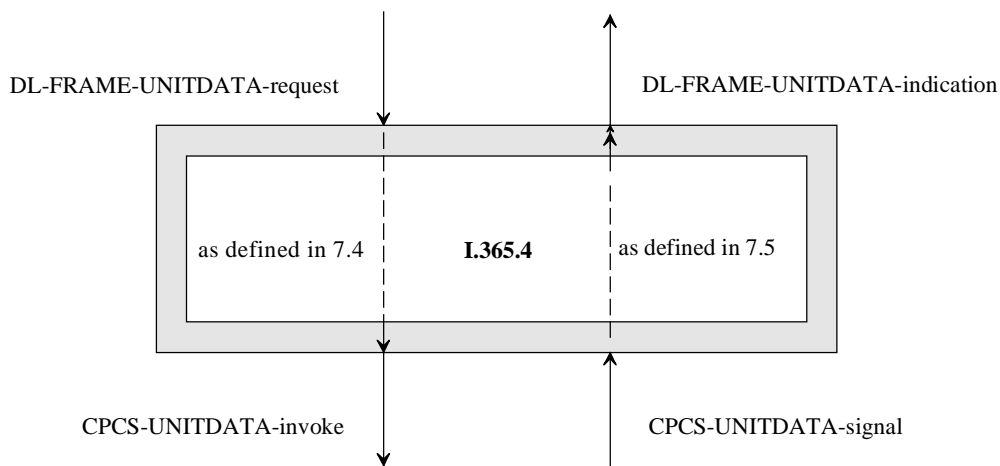 DL-FRAME-UNITDATA-request
DL-FRAME-UNITDATA-indication
as defined in 7.4
I.365.4
as defined in 7.5
CPCS-UNITDATA-invoke
CPCS-UNITDATA-signal